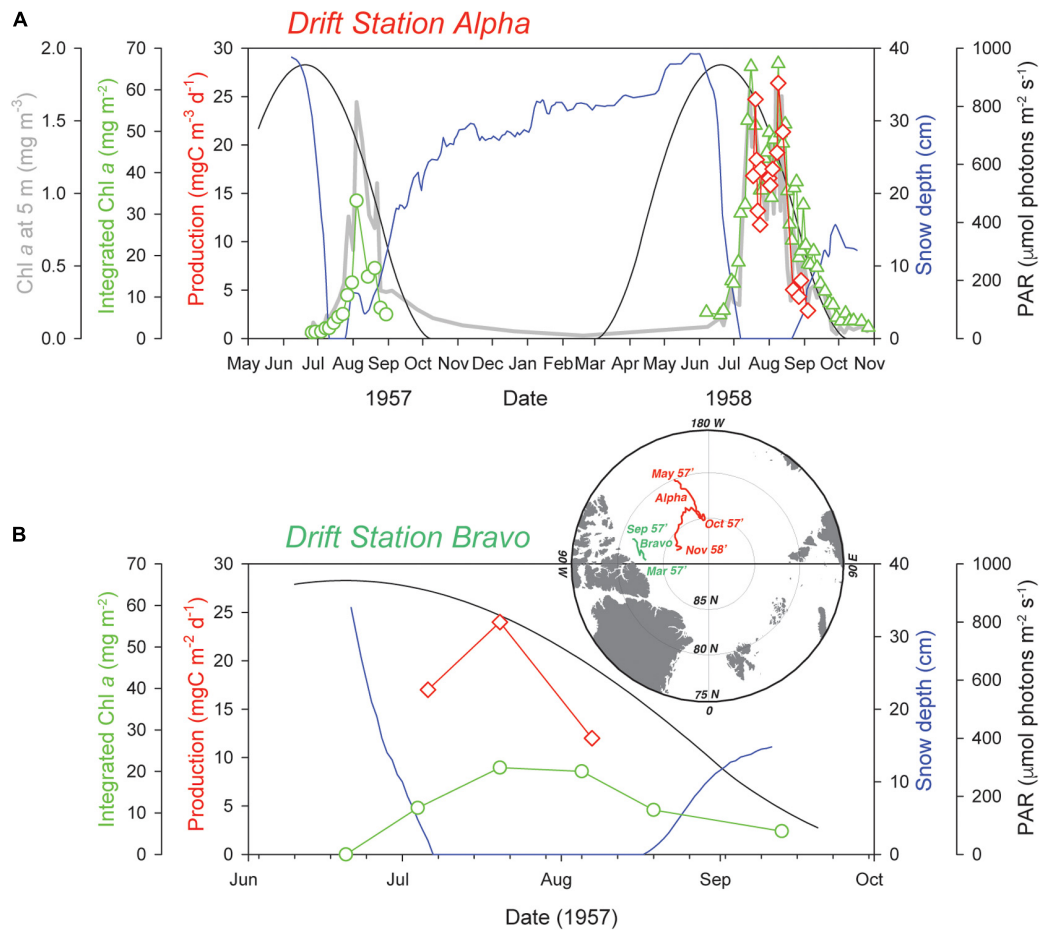 A
Drift Station Alpha
Chl a at 5 m (mg m-3)
2.0
1.5
1.0
0.5
0.0
Integrated Chl a (mg m-2)
70
60
50
40
30
20
10
0
Production (mgC m-3 d-1)
30
25
20
15
10
5
0
40
30
20
10
0
Snow depth (cm)
1000
800
600
400
200
0
PAR (μmol photons m-2 s-1)
May Jun Jul Aug Sep Oct Nov Dec Jan Feb Mar Apr May Jun Jul Aug Sep Oct Nov
1957 Date 1958
180 W
May 57'
Alpha
Oct 57'
Sep 57'
Bravo
Nov 58'
Mar 57'
90 W
90 E
85 N
80 N
75 N
0
B
Drift Station Bravo
Integrated Chl a (mg m-2)
70
60
50
40
30
20
10
0
Production (mgC m-2 d-1)
30
25
20
15
10
5
0
40
30
20
10
0
Snow depth (cm)
1000
800
600
400
200
0
PAR (μmol photons m-2 s-1)
Jun Jul Aug Sep Oct
Date (1957)